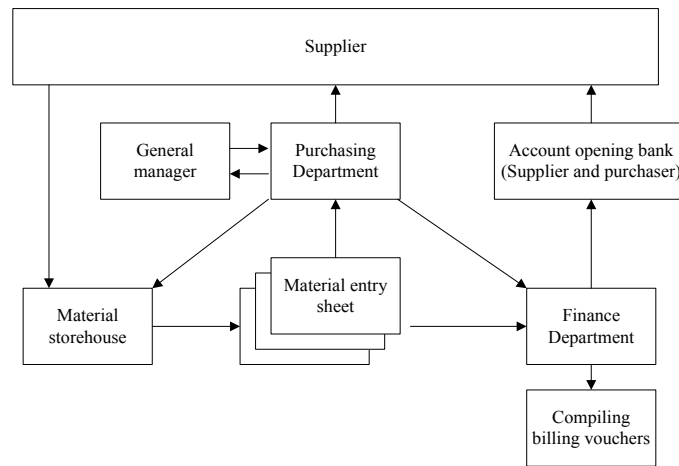 Supplier
General
manager
Purchasing
Department
Account opening bank
(Supplier and purchaser)
Material
storehouse
Material entry
sheet
Finance
Department
Compiling
billing vouchers